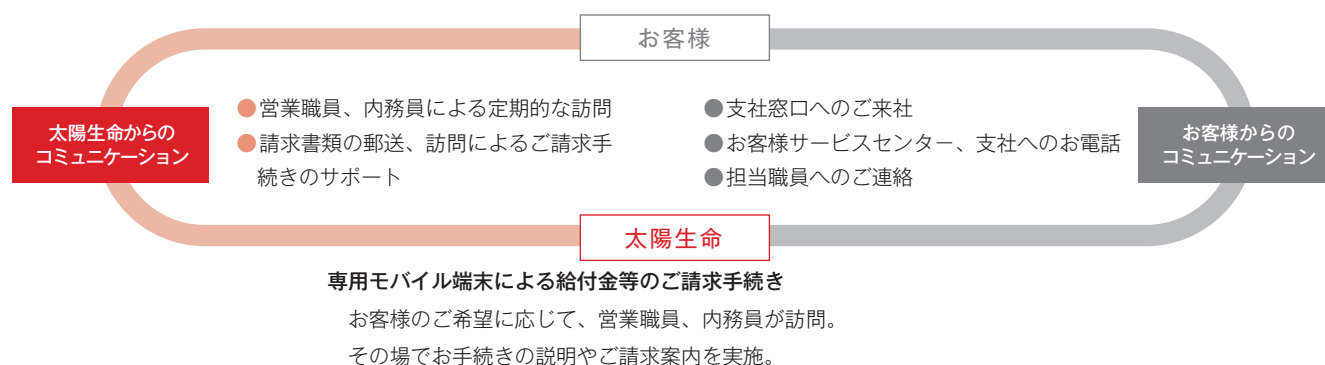 お客様
太陽生命からの
コミュニケーション
●営業職員、内務員による定期的な訪問
●請求書類の郵送、訪問によるご請求手
続きのサポート
●支社窓口へのご来社
●お客様サービスセンター、支社へのお電話
●担当職員へのご連絡
お客様からの
コミュニケーション
太陽生命
専用モバイル端末による給付金等のご請求手続き
お客様のご希望に応じて、営業職員、内務員が訪問。
その場でお手続きの説明やご請求案内を実施。